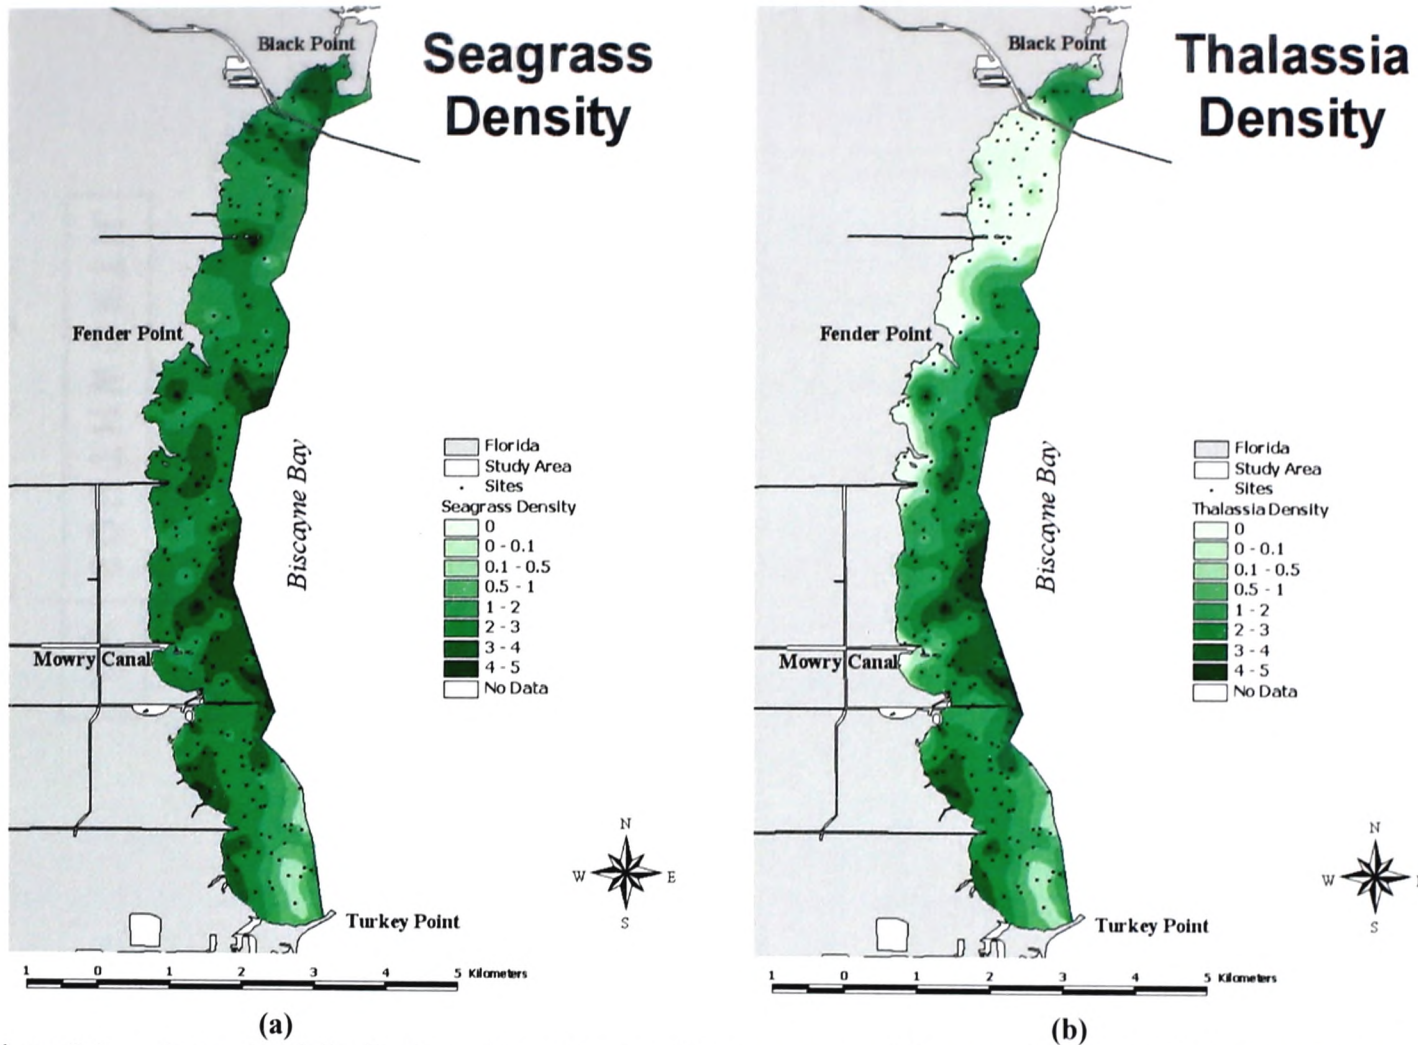 Seagrass
Density
Black Point
Fender Point
Biscayne Bay
Florida
Study Area
Sites
Seagrass Density
0
0 - 0.1
0.1 - 0.5
0.5 - 1
1 - 2
2 - 3
3 - 4
4 - 5
No Data
Mowry Canal
N
W E
S
Turkey Point
1 0 1 2 3 4 5 Kilometers
(a)
Thalassia
Density
Black Point
Fender Point
Biscayne Bay
Florida
Study Area
Sites
Thalassia Density
0
0 - 0.1
0.1 - 0.5
0.5 - 1
1 - 2
2 - 3
3 - 4
4 - 5
No Data
Mowry Canal
N
W
S
Turkey Point
1 0 1 2 3 4 5 Kilometers
(b)